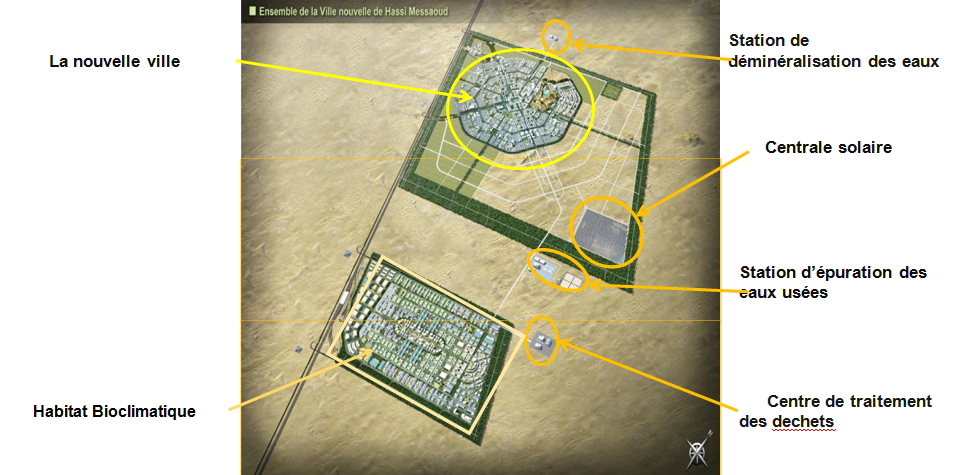 Ensemble de la Ville nouvelle de Hassi Messaoud
La nouvelle ville
Station de
déminéralisation des eaux
Centrale solaire
Station d'épuration des
eaux usées
Habitat Bioclimatique
Centre de traitement
des dechets